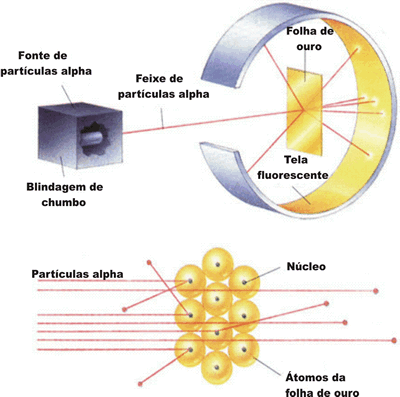 Fonte de
partículas alpha
Feixe de
partículas alpha
Folha de
ouro
Blindagem de
chumbo
Tela
fluorescente
Partículas alpha
Núcleo
Átomos da
folha de ouro